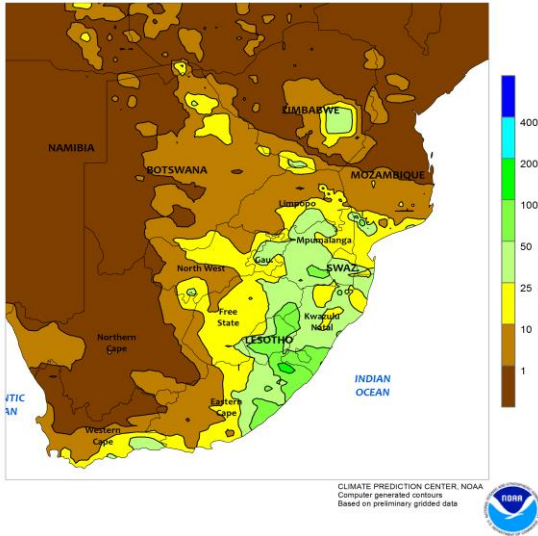 ZIMBABWE
NAMIBIA
BOTSWANA
MOZAMBIQUE
Limpopo
Mpumalanga
Gau.
North West
SWAZ.
Free
State
Kwazulu
Natal
Northern
Cape
LESOTHO
INDIAN
OCEAN
NTIC
AN
Eastern
Cape
Western
Cape
400
200
100
50
25
10
1
CLIMATE PREDICTION CENTER, NOAA
Computer generated contours
Based on preliminary gridded data
NOAA